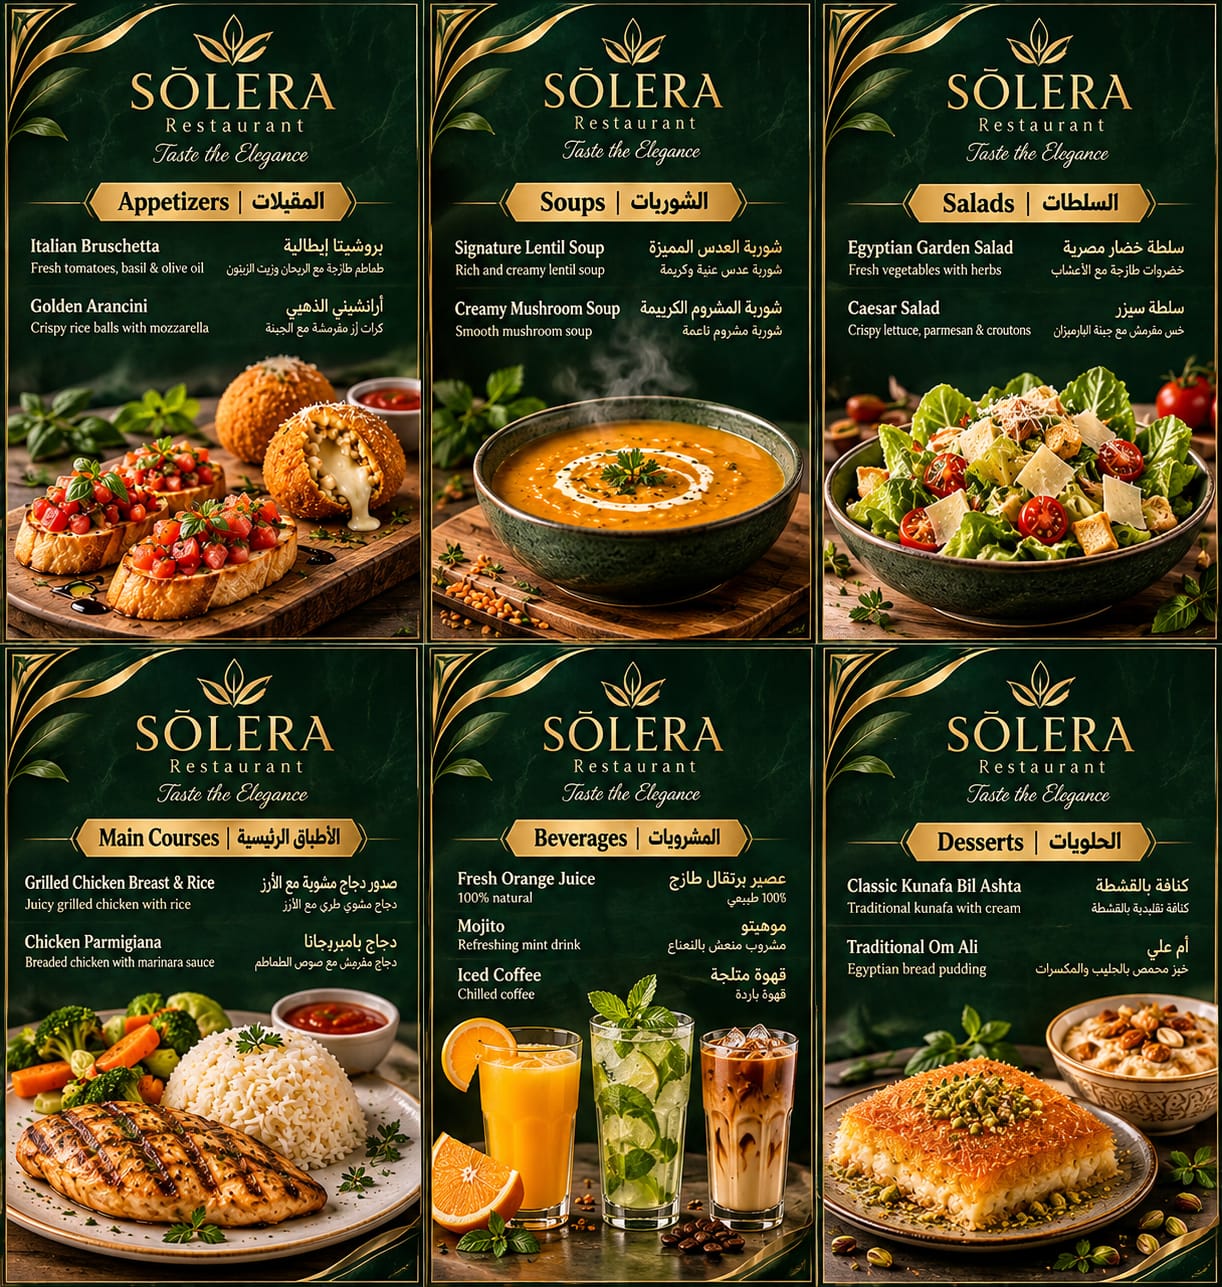 SŌLERA
Restaurant
Taste the Elegance
Appetizers | المقبلات
Italian Bruschetta
بروشيتا إيطالية
Fresh tomatoes, basil & olive oil
طماطم طازجة مع الريحان وزيت الزيتون
Golden Arancini
أرانشيني الذهبي
Crispy rice balls with mozzarella
كرات أرز مقرمشة مع الجبنة
SŌLERA
Restaurant
Taste the Elegance
Soups | الشوربات
Signature Lentil Soup
شوربة العدس المميزة
Rich and creamy lentil soup
شوربة عدس غنية وكريمة
Creamy Mushroom Soup
شوربة المشروم الكريمية
Smooth mushroom soup
شوربة مشروم ناعمة
SŌLERA
Restaurant
Taste the Elegance
Salads | السلطات
Egyptian Garden Salad
سلطة خضار مصرية
Fresh vegetables with herbs
خضروات طازجة مع الأعشاب
Caesar Salad
سلطة سيزر
Crispy lettuce, parmesan & croutons
خس مقرمش مع جبنة البارميزان
SŌLERA
Restaurant
Taste the Elegance
Main Courses | الأطباق الرئيسية
Grilled Chicken Breast & Rice
صدور دجاج مشوية مع الأرز
Juicy grilled chicken with rice
دجاج مشوي طري مع الأرز
Chicken Parmigiana
دجاج بامبريجانا
Breaded chicken with marinara sauce
دجاج مقرمش مع صوص الطماطم
SŌLERA
Restaurant
Taste the Elegance
Beverages | المشروبات
Fresh Orange Juice
عصير برتقال طازج
100% natural
100% طبيعي
Mojito
موهيتو
Refreshing mint drink
مشروب منعش بالنعناع
Iced Coffee
قهوة مثلجة
Chilled coffee
قهوة باردة
SŌLERA
Restaurant
Taste the Elegance
Desserts | الحلويات
Classic Kunafa Bil Ashta
كنافة بالقشطة
Traditional kunafa with cream
كنافة تقليدية بالقشطة
Traditional Om Ali
أم علي
Egyptian bread pudding
خبز محمص بالحليب والمكسرات